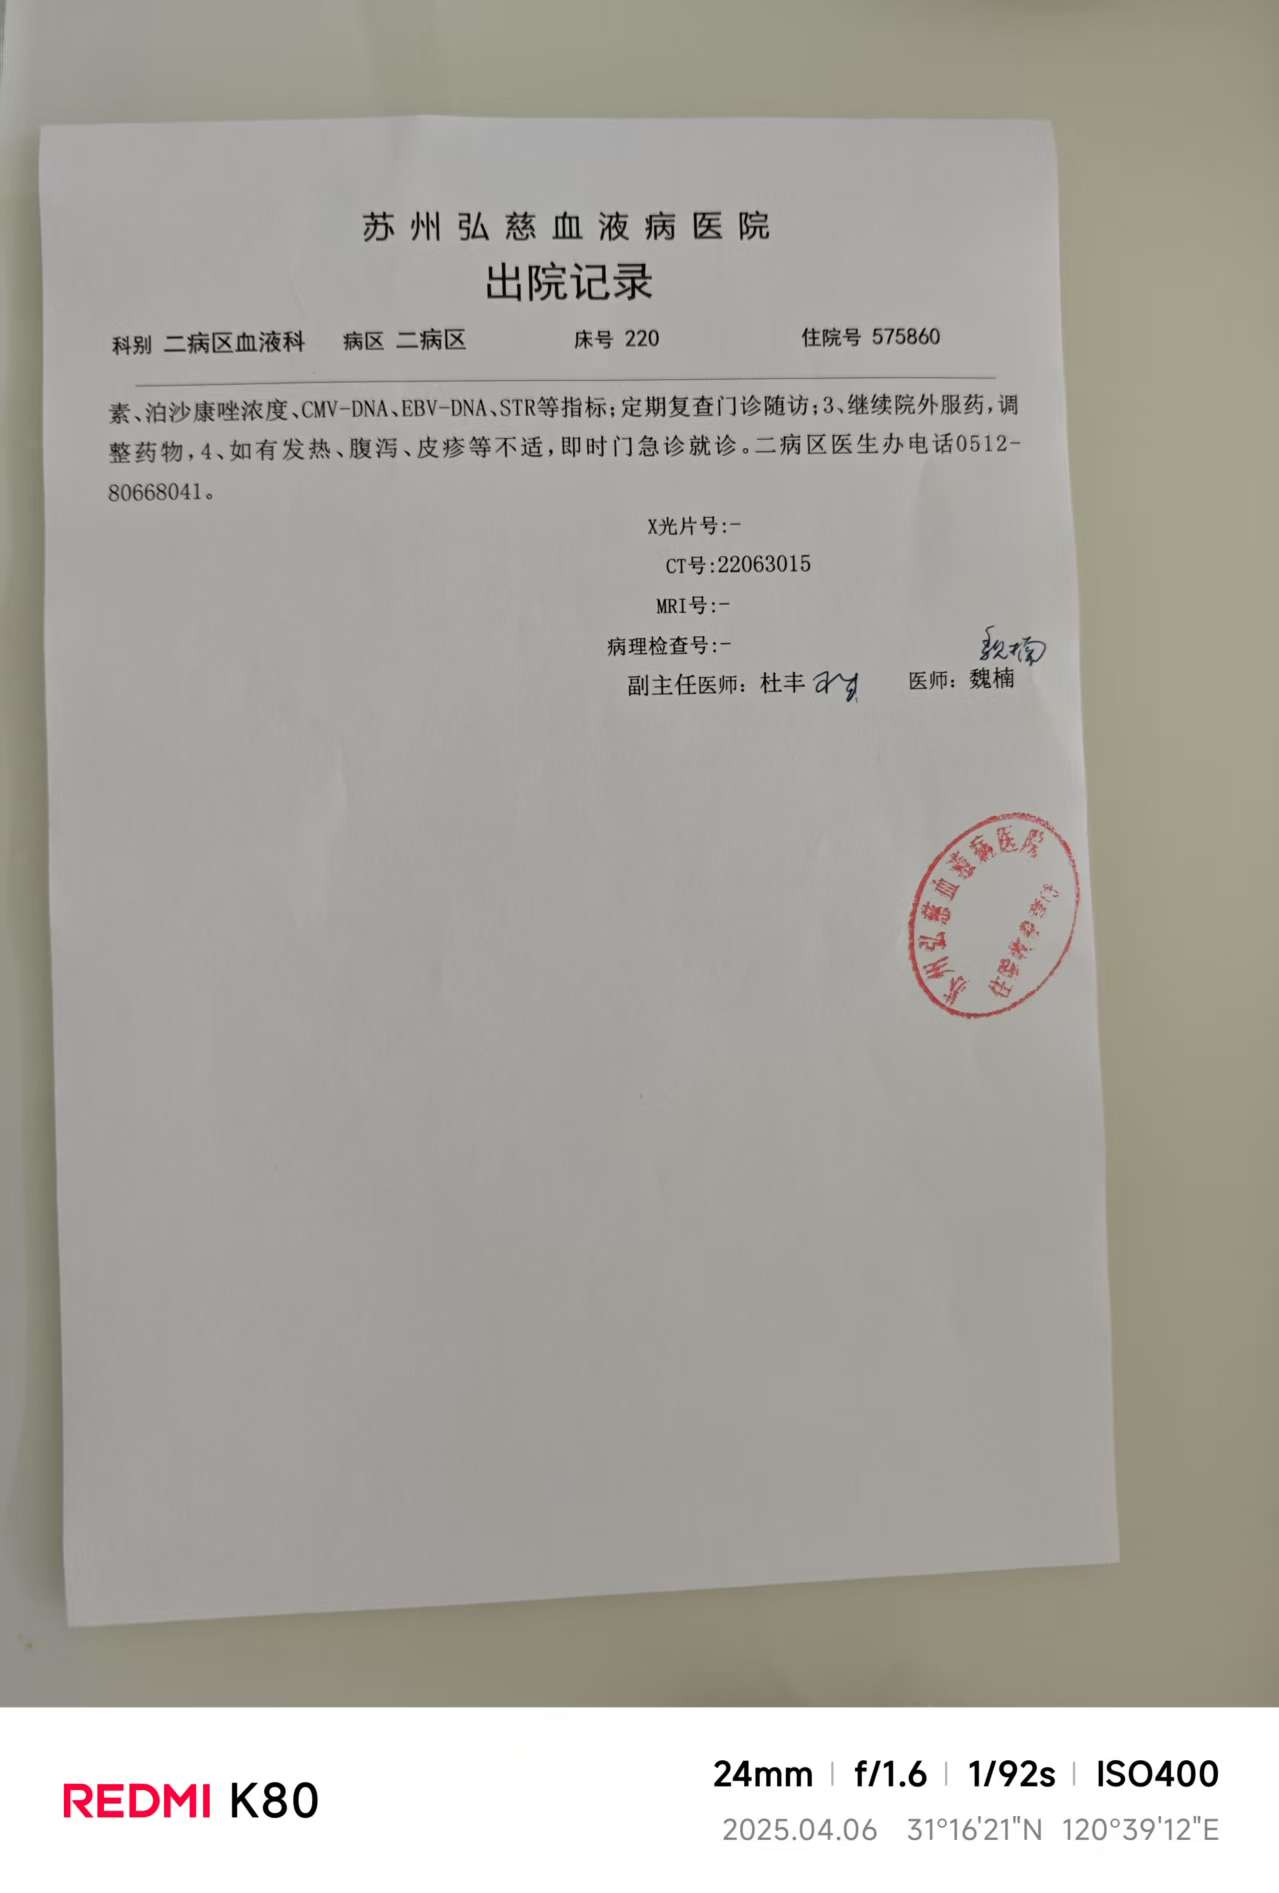 苏州弘慈血液病医院
出院记录
科别 二病区血液科 病区 二病区 床号 220 住院号 575860
素、泊沙康唑浓度、CMV-DNA、EBV-DNA、STR等指标;定期复查门诊随访;3、继续院外服药,调
整药物,4、如有发热、腹泻、皮疹等不适,即时门急诊就诊。二病区医生办电话0512-
80668041。
X光片号:-
CT号:22063015
MRI号:-
病理检查号:-
魏楠
副主任医师: 杜丰 医师: 魏楠
苏州弘慈血液病医院
REDMI K80
24mm | f/1.6 | 1/92s | ISO400
2025.04.06 31°16'21"N 120°39'12"E